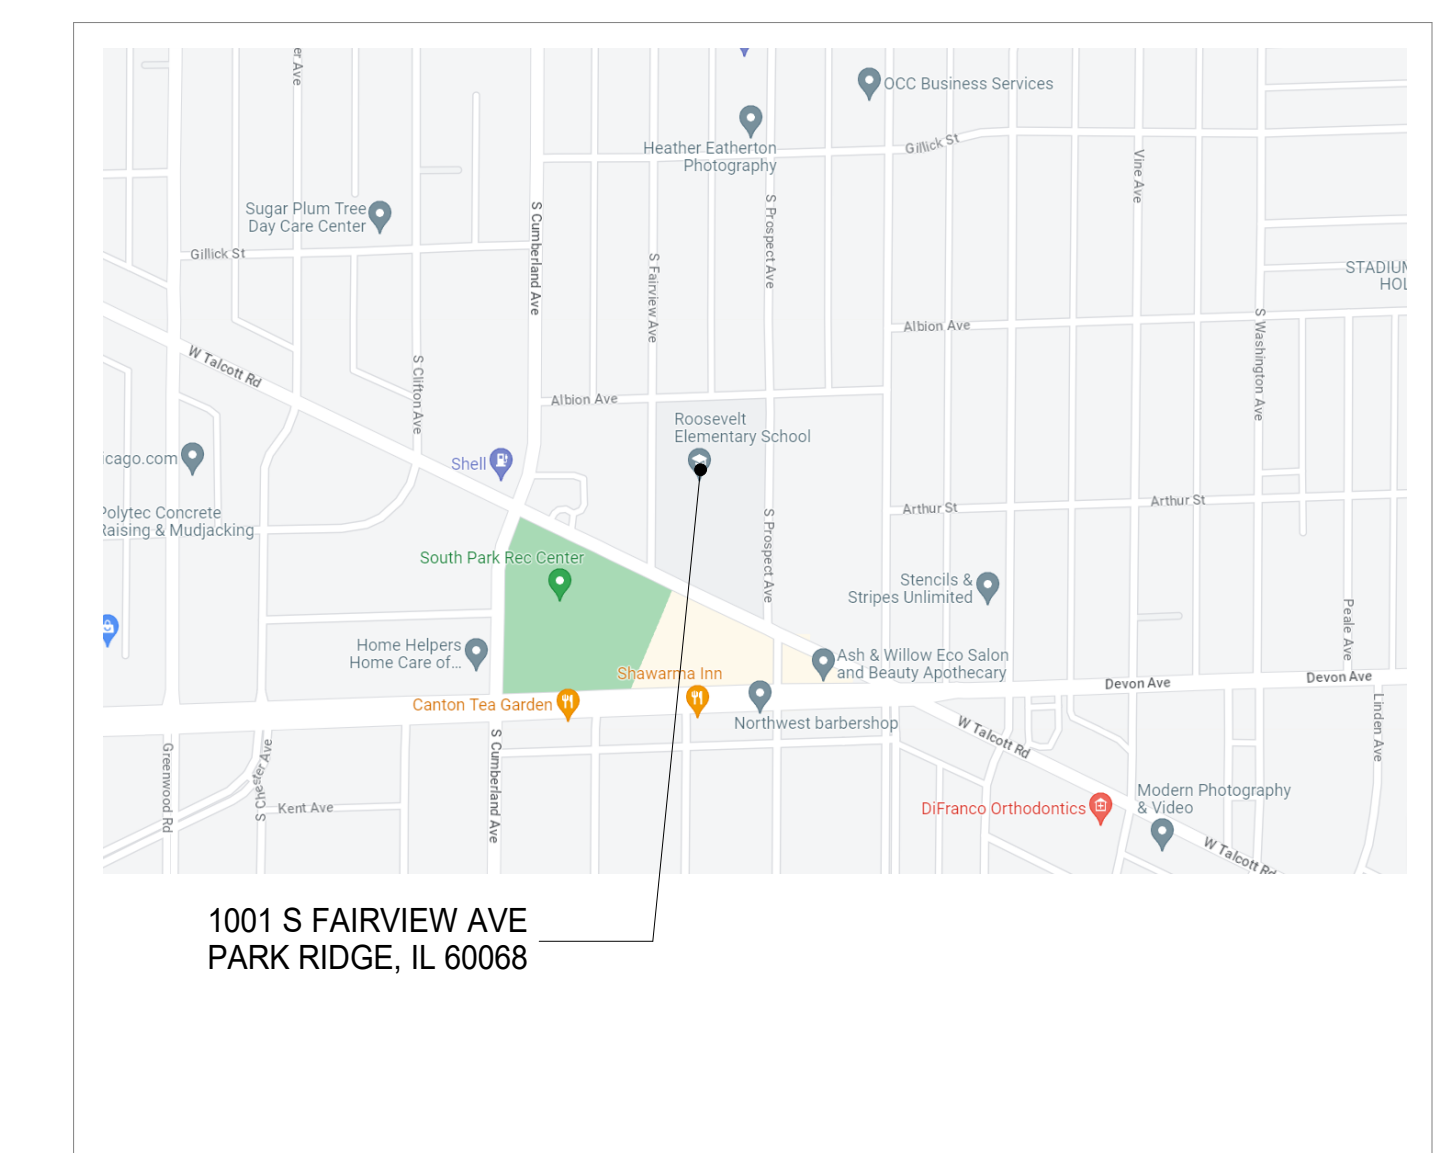 er Ave
OCC Business Services
Heather Eatherton
Photography
Gillick St
Vine Ave
Sugar Plum Tree
Day Care Center
S Cumberland Ave
S Prospect Ave
Gillick St
S Fairview Ave
STADIUM
HOL
Albion Ave
S Washington Ave
W Talcott Rd
S Clifton Ave
Albion Ave
Roosevelt
Elementary School
icago.com
Shell
Arthur St
Arthur St
Polytec Concrete
Raising & Mudjacking
S Prospect Ave
South Park Rec Center
Stencils &
Stripes Unlimited
Peale Ave
Home Helpers
Home Care of...
Ash & Willow Eco Salon
and Beauty Apothecary
Shawarma Inn
Devon Ave
Devon Ave
Canton Tea Garden
Northwest barbershop
W Talcott Rd
Linden Ave
Greenwood Rd
S Chester Ave
S Cumberland Ave
Kent Ave
DiFranco Orthodontics
Modern Photography
& Video
W Talcott Rd
1001 S FAIRVIEW AVE
PARK RIDGE, IL 60068